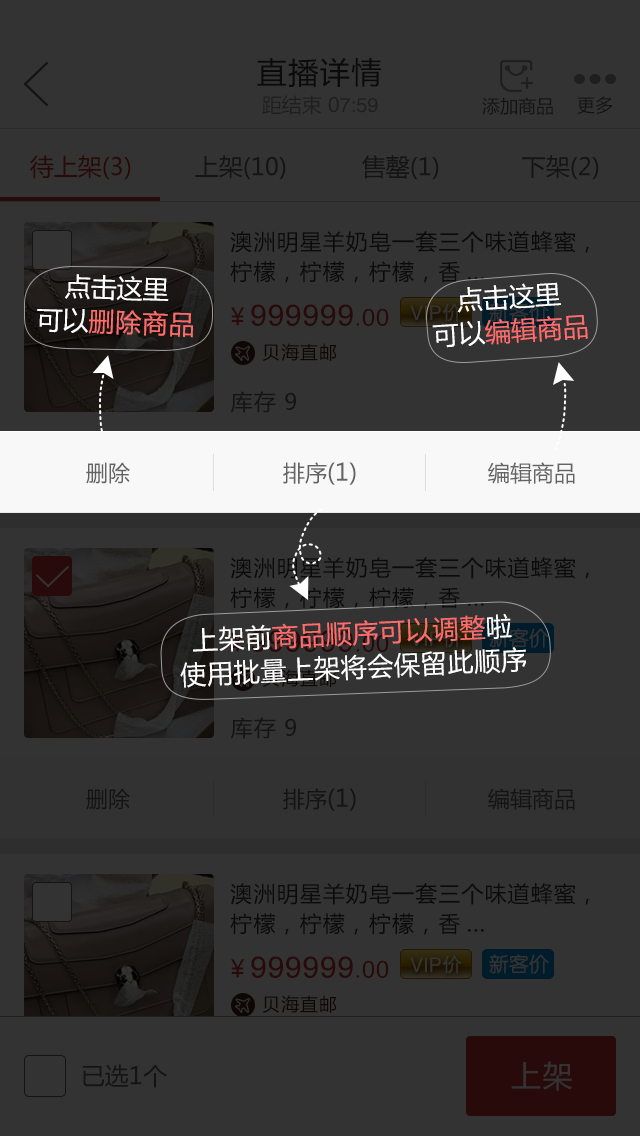 直播详情
距结束 07:59
添加商品
更多
待上架(3)
上架(10)
售罄(1)
下架(2)
澳洲明星羊奶皂一套三个味道蜂蜜，
柠檬，柠檬，柠檬，香 ...
点击这里
可以删除商品
¥ 999999.00
VIP价
新客价
点击这里
可以编辑商品
贝海直邮
库存 9
删除
排序(1)
编辑商品
澳洲明星羊奶皂一套三个味道蜂蜜，
柠檬，柠檬，柠檬，香 ...
上架前商品顺序可以调整啦
使用批量上架将会保留此顺序
新客价
贝海直邮
库存 9
删除
排序(1)
编辑商品
澳洲明星羊奶皂一套三个味道蜂蜜，
柠檬，柠檬，柠檬，香 ...
¥ 999999.00
VIP价
新客价
贝海直邮
已选1个
上架